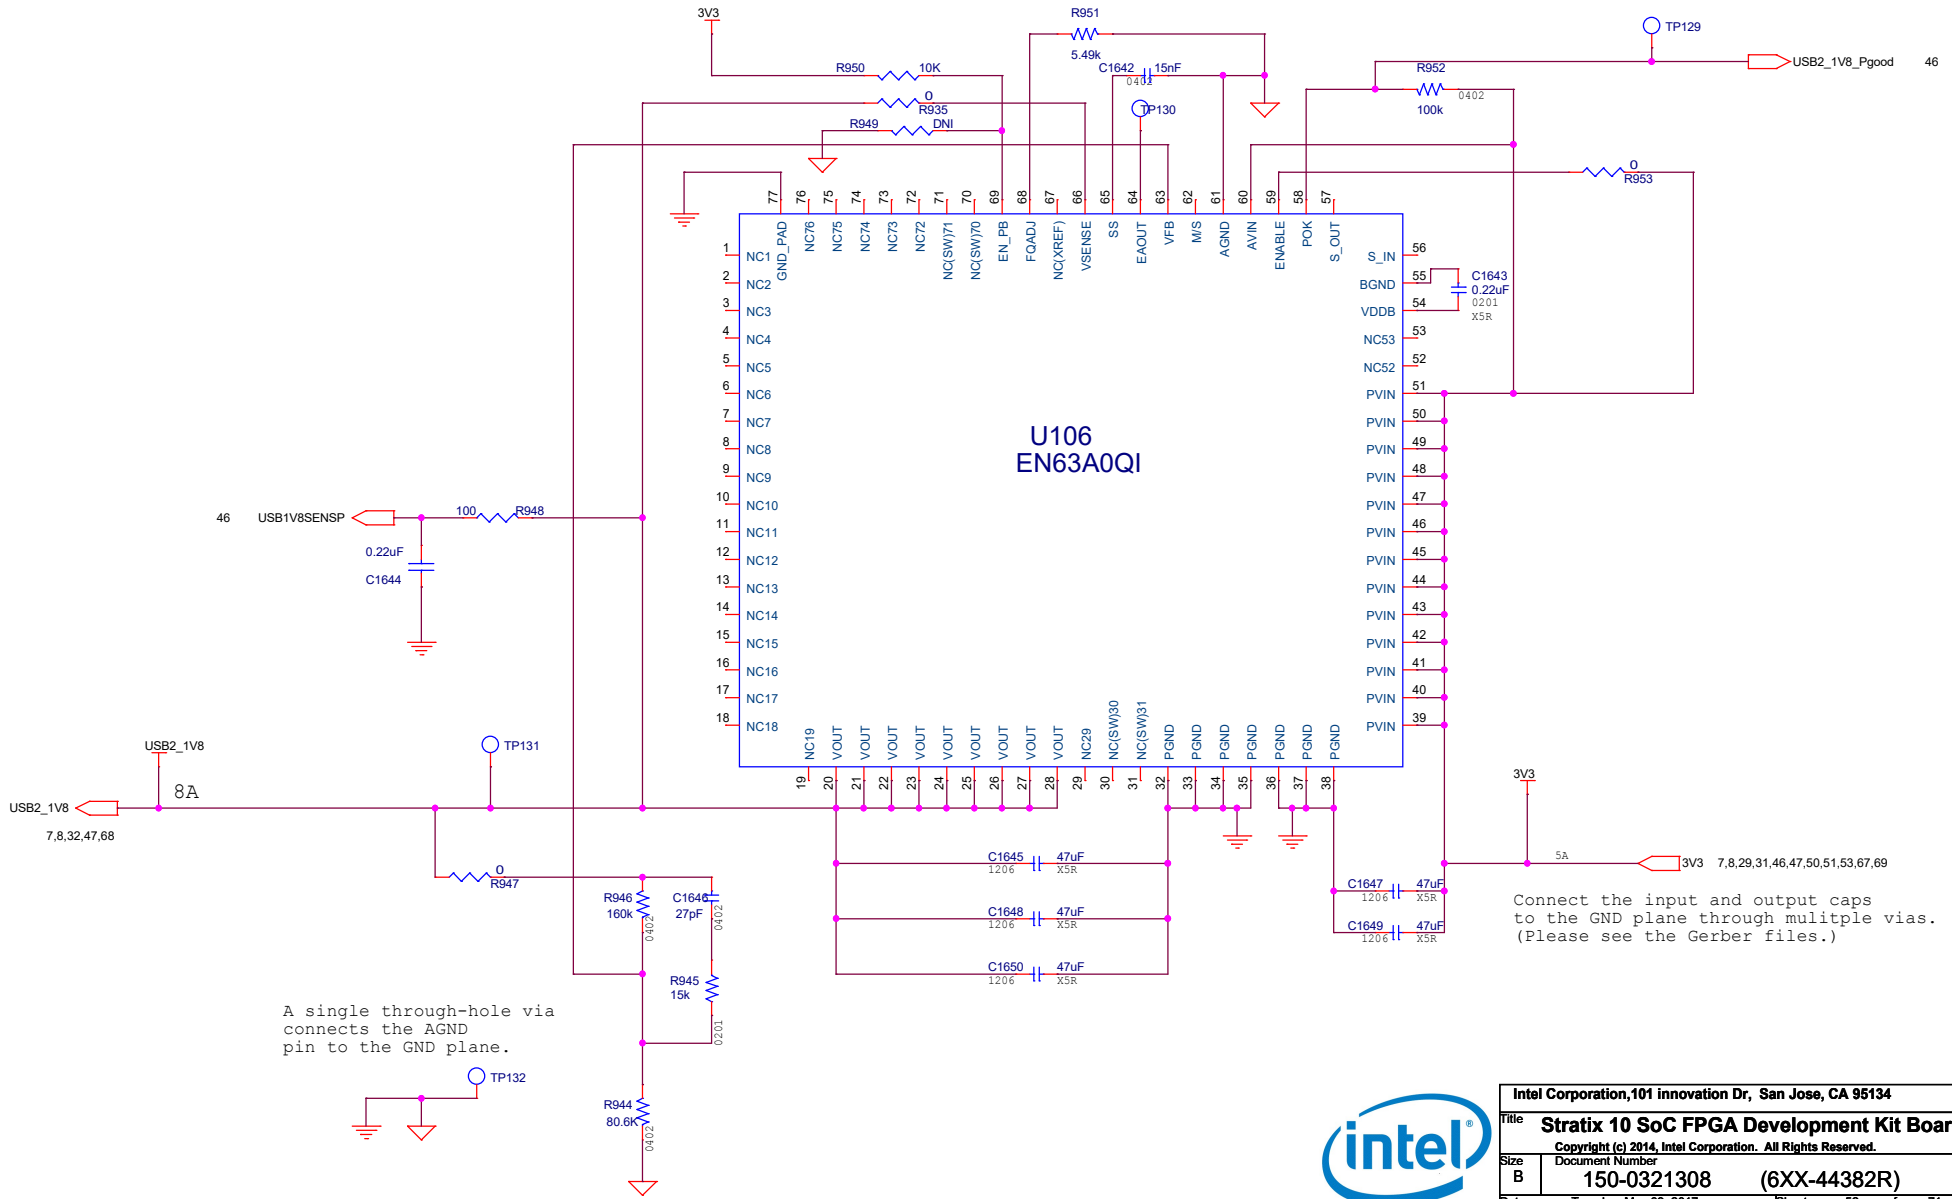 3V3
R951
5.49k
TP129
USB2_1V8_Pgood 46
R950 10K
C1642 15nF
0402
R952
0402
100k
0
R935
TP130
R949 DNI
0
R953
77 76 75 74 73 72 71 70 69 68 67 66 65 64 63 62 61 60 59 58 57
GND_PAD NC76 NC75 NC74 NC73 NC72 NC(SW)71 NC(SW)70 EN_PB FQADJ NC(XREF) VSENSE SS EAOUT VFB M/S AGND AVIN ENABLE POK S_OUT
1 NC1
2 NC2
3 NC3
4 NC4
5 NC5
6 NC6
7 NC7
8 NC8
9 NC9
10 NC10
11 NC11
12 NC12
13 NC13
14 NC14
15 NC15
16 NC16
17 NC17
18 NC18
S_IN 56
BGND 55
VDDB 54
NC53 53
NC52 52
PVIN 51
PVIN 50
PVIN 49
PVIN 48
PVIN 47
PVIN 46
PVIN 45
PVIN 44
PVIN 43
PVIN 42
PVIN 41
PVIN 40
PVIN 39
C1643
0.22uF
0201
X5R
U106
EN63A0QI
46 USB1V8SENSP
100 R948
0.22uF
C1644
NC19 VOUT VOUT VOUT VOUT VOUT VOUT VOUT VOUT VOUT NC29 NC(SW)30 NC(SW)31 PGND PGND PGND PGND PGND PGND PGND
19 20 21 22 23 24 25 26 27 28 29 30 31 32 33 34 35 36 37 38
USB2_1V8
TP131
8A
USB2_1V8
7,8,32,47,68
3V3
5A
3V3 7,8,29,31,46,47,50,51,53,67,69
0
R947
R946
160k
0402
C1646
27pF
0402
R945
15k
0201
R944
80.6K
0402
C1645 47uF
1206 X5R
C1648 47uF
1206 X5R
C1650 47uF
1206 X5R
C1647 47uF
1206 X5R
C1649 47uF
1206 X5R
Connect the input and output caps
to the GND plane through mulitple vias.
(Please see the Gerber files.)
A single through-hole via
connects the AGND
pin to the GND plane.
TP132
intel®
Intel Corporation,101 innovation Dr, San Jose, CA 95134
Title
Stratix 10 SoC FPGA Development Kit Boar
Copyright (c) 2014, Intel Corporation. All Rights Reserved.
Size
B
Document Number
150-0321308 (6XX-44382R)